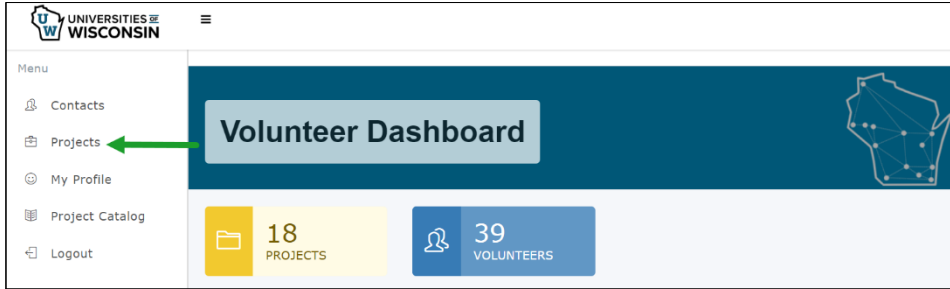 UNIVERSITIES OF
WISCONSIN
Menu
Contacts
Projects
My Profile
Project Catalog
Logout
Volunteer Dashboard
18
PROJECTS
39
VOLUNTEERS